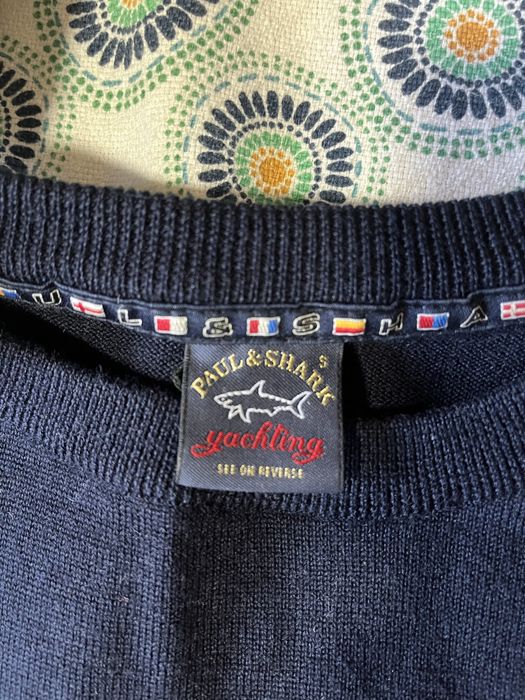 U L & S H A
S
PAUL & SHARK
yachting
SEE ON REVERSE